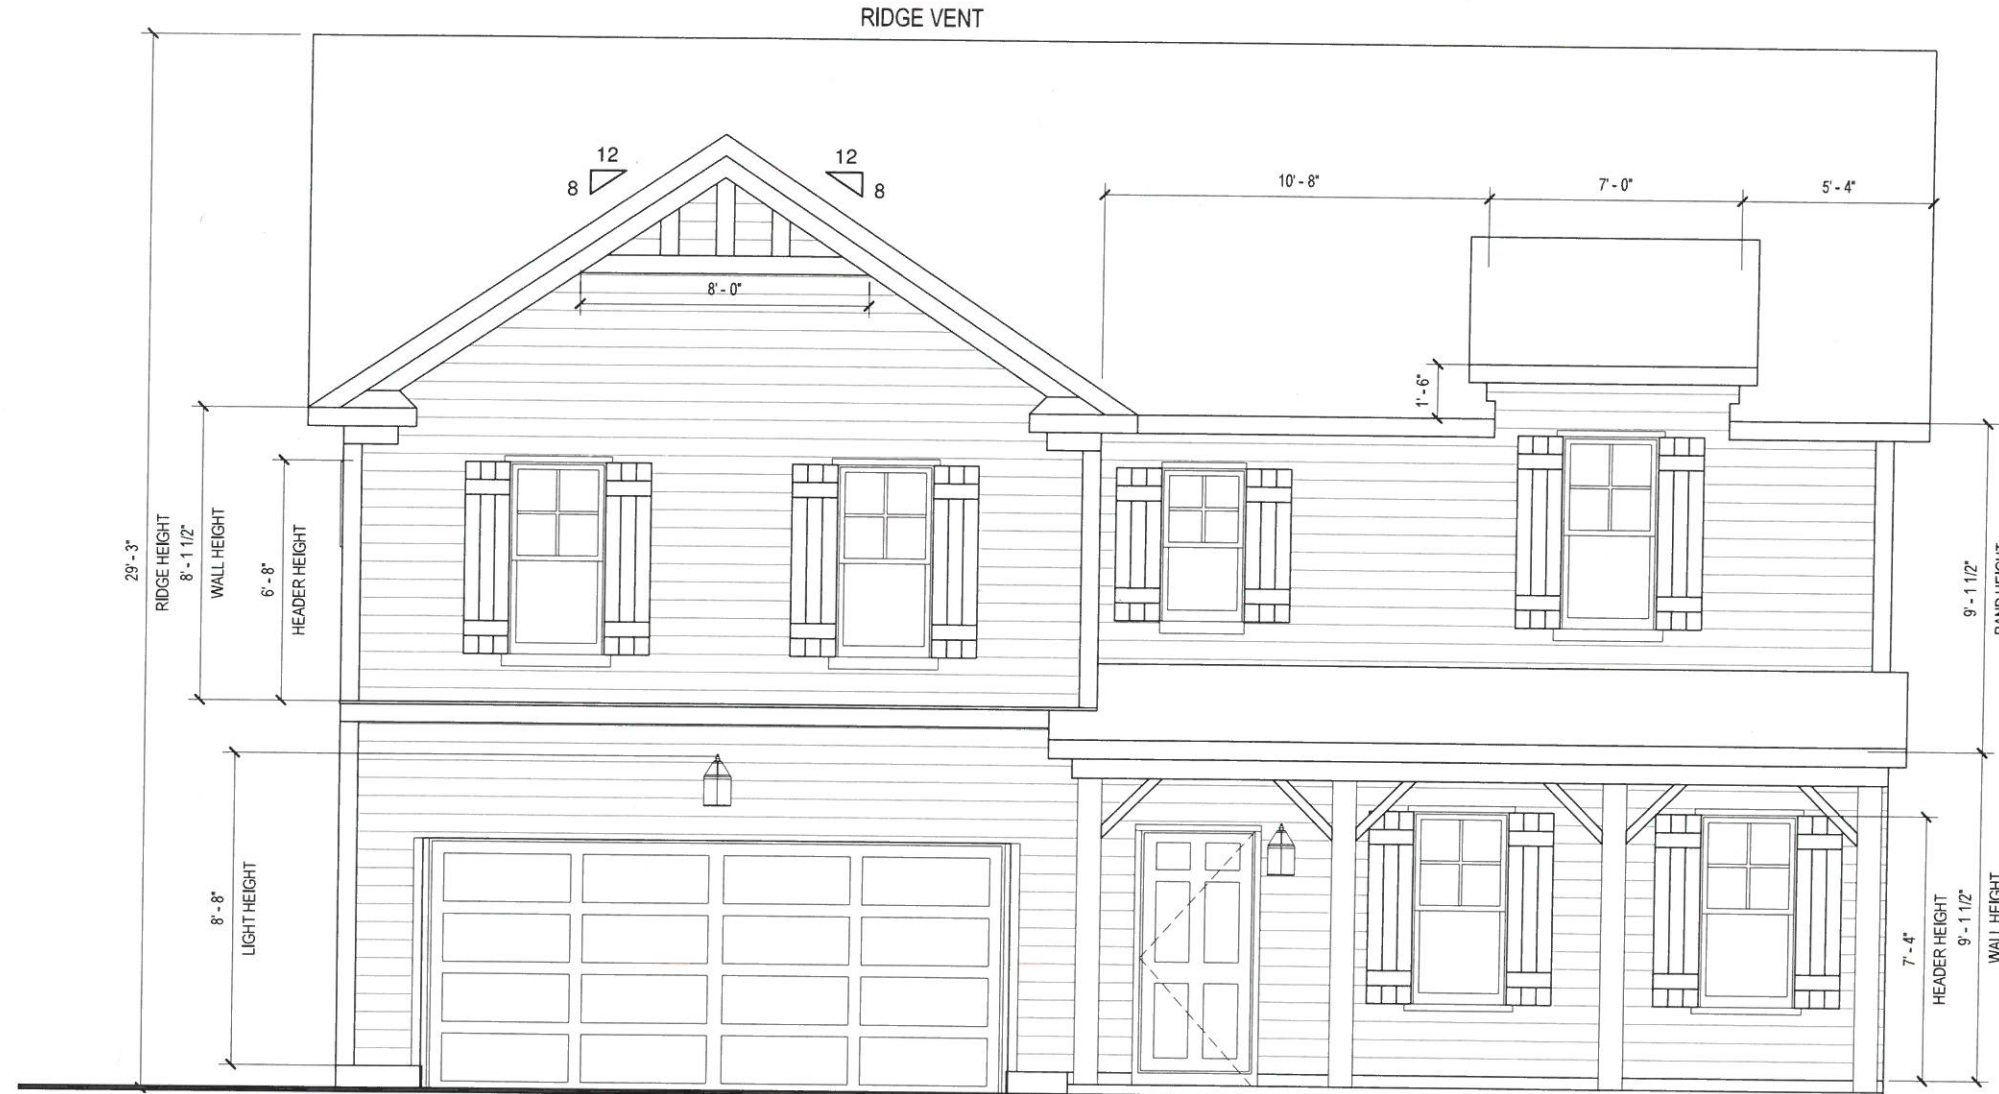 RIDGE VENT
12
8
12
8
10' - 8"
7' - 0"
5' - 4"
8' - 0"
1' - 6"
29' - 3"
RIDGE HEIGHT
8' - 1 1/2"
WALL HEIGHT
6' - 8"
HEADER HEIGHT
9' - 1 1/2"
8' - 8"
LIGHT HEIGHT
7' - 4"
HEADER HEIGHT
9' - 1 1/2"
WALL HEIGHT